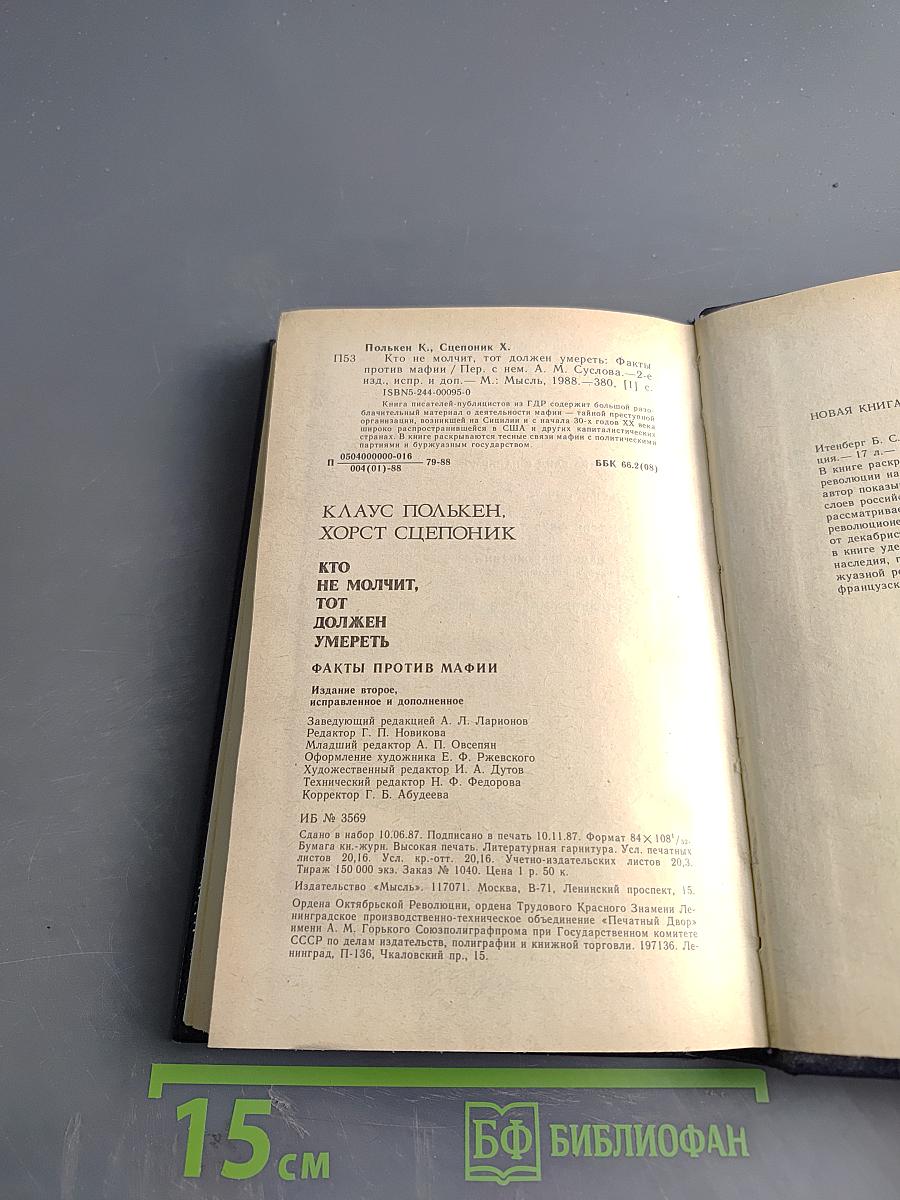 Полькен К., Сцепоник Х.
П53 Кто не молчит, тот должен умереть: Факты
против мафии / Пер. с нем. А. М. Суслова.—2-е
изд., испр. и доп.— М.: Мысль, 1988.—380, [1] с.
ISBN5-244-00095-0
Книга писателей-публицистов из ГДР содержит большой разо-
блачительный материал о деятельности мафии — тайной преступной
организации, возникшей на Сицилии и с начала 30-х годов XX века
широко распространившейся в США и других капиталистических
странах. В книге раскрываются тесные связи мафии с политическими
партиями и буржуазным государством.
П 0504000000-016 79-88 ББК 66.2(08)
004(01)-88
КЛАУС ПОЛЬКЕН,
ХОРСТ СЦЕПОНИК
КТО
НЕ МОЛЧИТ,
ТОТ
ДОЛЖЕН
УМЕРЕТЬ
ФАКТЫ ПРОТИВ МАФИИ
Издание второе,
исправленное и дополненное
Заведующий редакцией А. Л. Ларионов
Редактор Г. П. Новикова
Младший редактор А. П. Овсепян
Оформление художника Е. Ф. Ржевского
Художественный редактор И. А. Дутов
Технический редактор Н. Ф. Федорова
Корректор Г. Б. Абудеева
ИБ № 3569
Сдано в набор 10.06.87. Подписано в печать 10.11.87. Формат 84×108¹/₃₂.
Бумага кн.-журн. Высокая печать. Литературная гарнитура. Усл. печатных
листов 20,16. Усл. кр.-отт. 20,16. Учетно-издательских листов 20,3.
Тираж 150 000 экз. Заказ № 1040. Цена 1 р. 50 к.
Издательство «Мысль». 117071. Москва, В-71, Ленинский проспект, 15.
Ордена Октябрьской Революции, ордена Трудового Красного Знамени Ле-
нинградское производственно-техническое объединение «Печатный Двор»
имени А. М. Горького Союзполиграфпрома при Государственном комитете
СССР по делам издательств, полиграфии и книжной торговли. 197136. Ле-
нинград, П-136, Чкаловский пр., 15.
НОВАЯ КНИГА
Итенберг Б. С.
ция.— 17 л.—
В книге раскр
революции на
автор показы
слоев россий
рассматривае
революционе
от декабрист
в книге уде
наследия, г
жуазной ре
французск
15 см
БФ БИБЛИОФАН